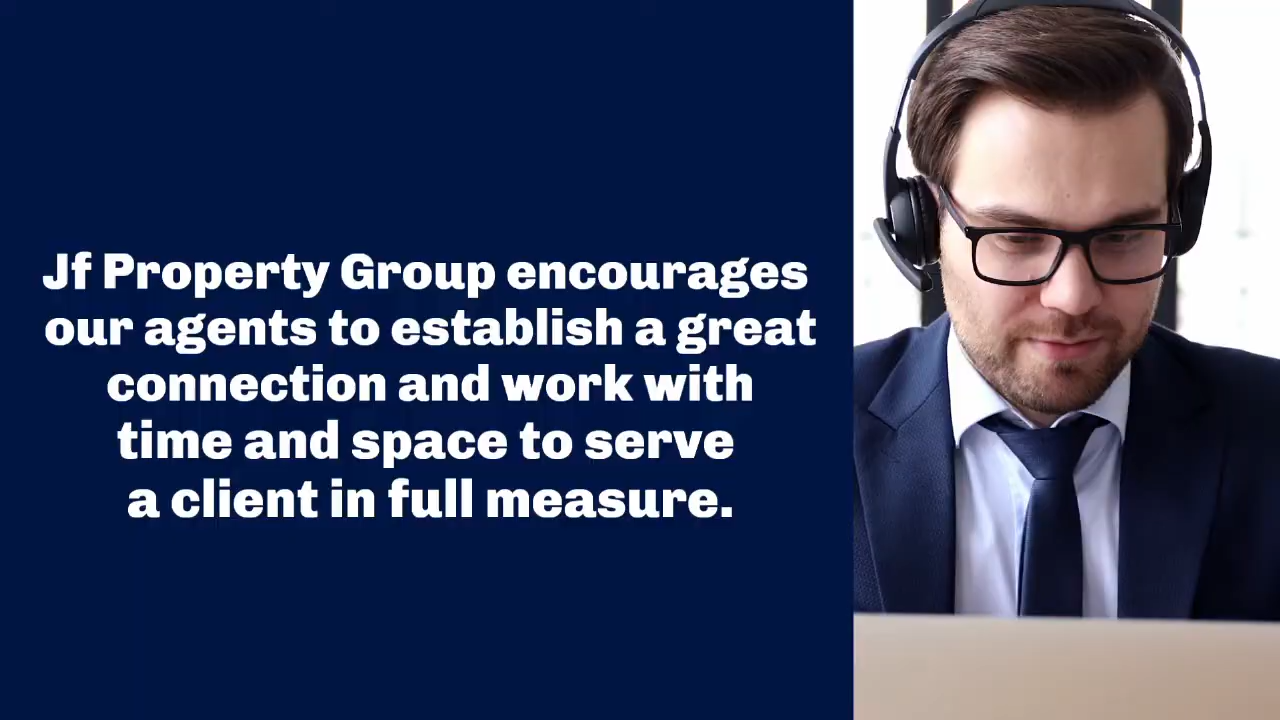 Jf Property Group encourages
our agents to establish a great
connection and work with
time and space to serve
a client in full measure.